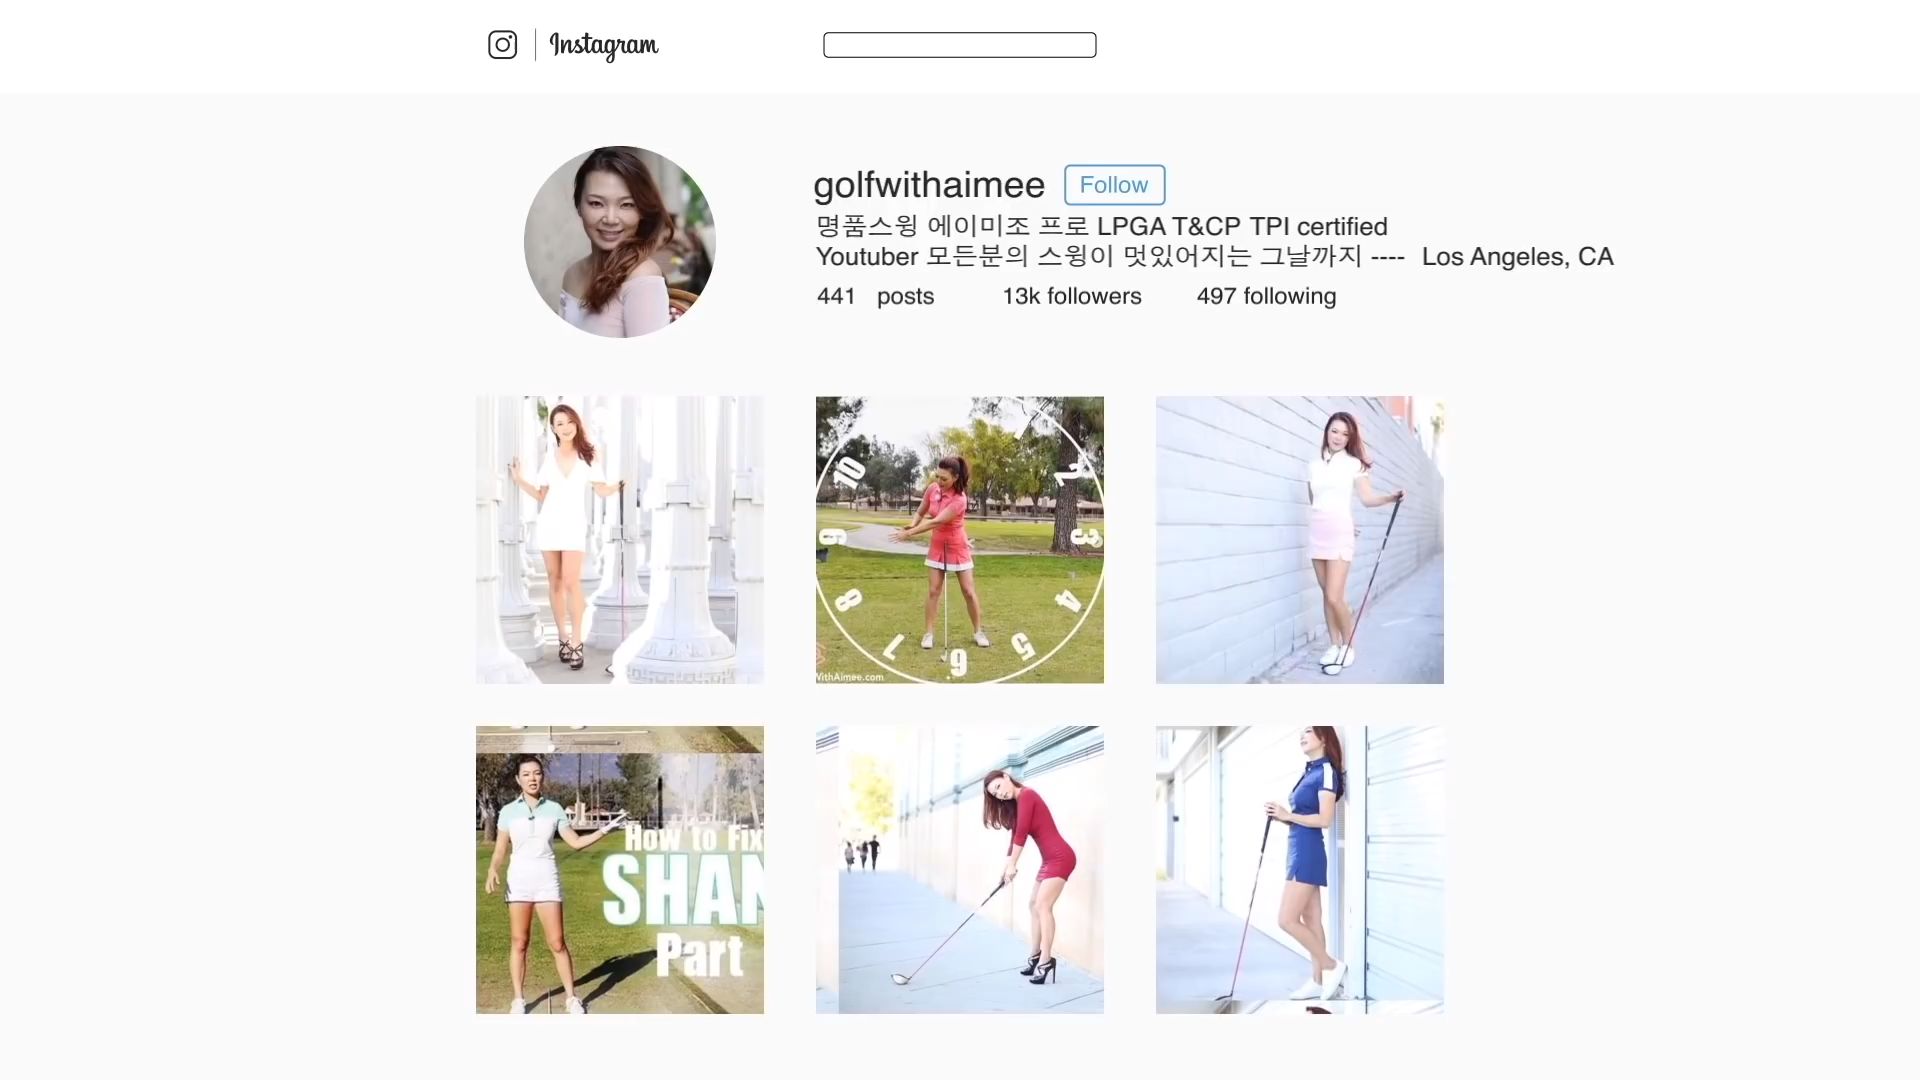 Instagram
golfwithaimee Follow
명품스윙 에이미조 프로 LPGA T&CP TPI certified
Youtuber 모든분의 스윙이 멋있어지는 그날까지 ---- Los Angeles, CA
441 posts 13k followers 497 following
10 2
9 3
8 4
7 6 5
WithAimee.com
How to Fix
SHAN
Part